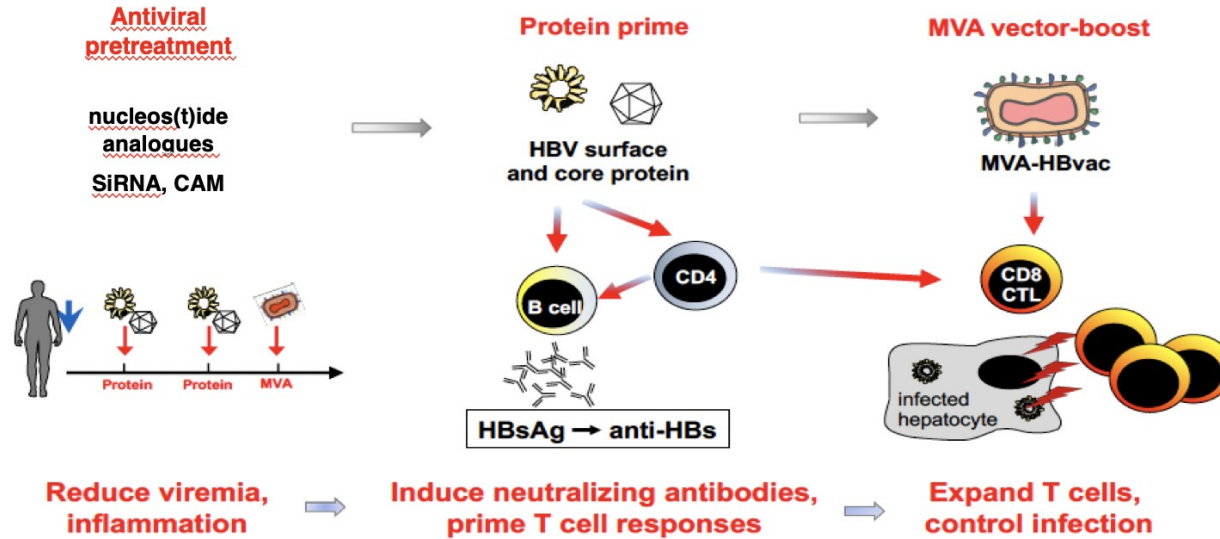 Antiviral
pretreatment
nucleos(t)ide
analogues
SiRNA, CAM
Protein prime
HBV surface
and core protein
MVA vector-boost
MVA-HBvac
CD4
B cell
CD8
CTL
Protein
Protein
MVA
infected
hepatocyte
HBsAg → anti-HBs
Reduce viremia,
inflammation
Induce neutralizing antibodies,
prime T cell responses
Expand T cells,
control infection